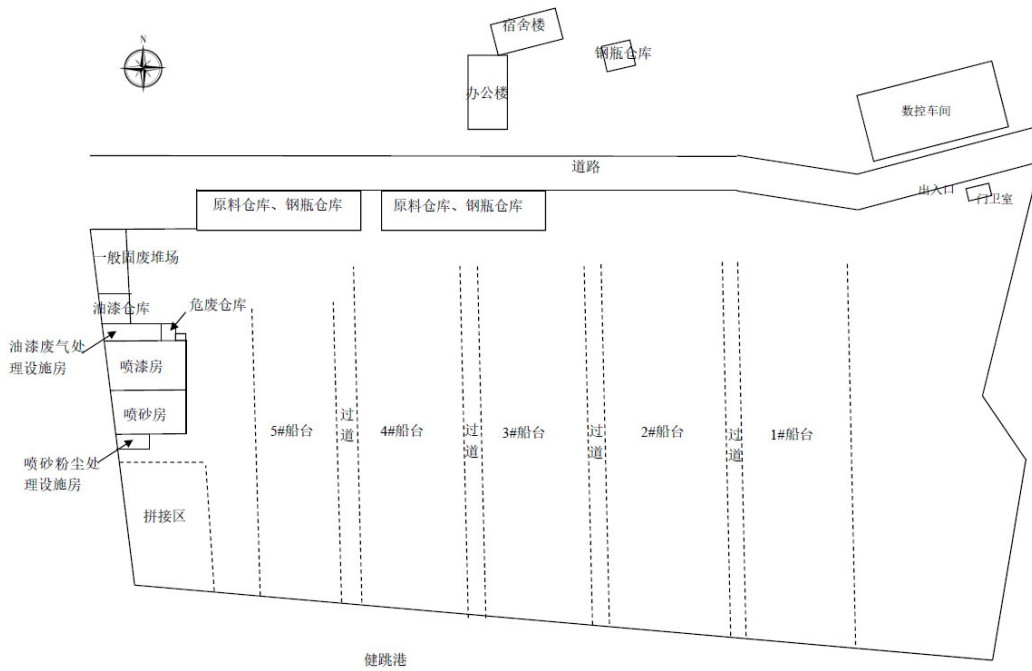 N
宿舍楼
钢瓶仓库
办公楼
数控车间
道路
出入口
门卫室
原料仓库、钢瓶仓库
原料仓库、钢瓶仓库
一般固废堆场
油漆仓库
危废仓库
油漆废气处
理设施房
喷漆房
喷砂房
喷砂粉尘处
理设施房
拼接区
5#船台
过道
4#船台
过道
3#船台
过道
2#船台
过道
1#船台
健跳港